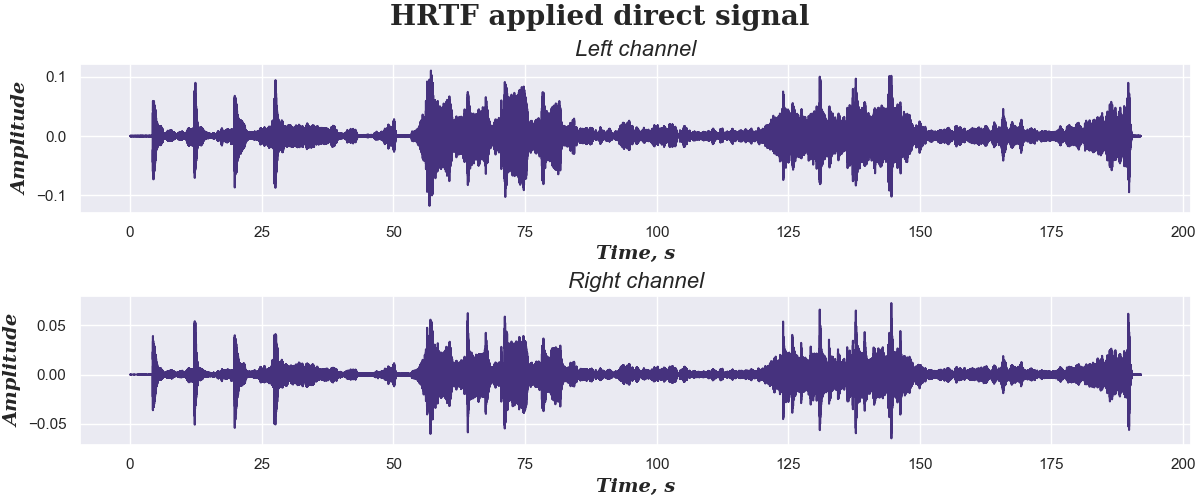 HRTF applied direct signal
Left channel
Amplitude
0.1
0.0
−0.1
0 25 50 75 100 125 150 175 200
Time, s
Right channel
Amplitude
0.05
0.00
−0.05
0 25 50 75 100 125 150 175 200
Time, s